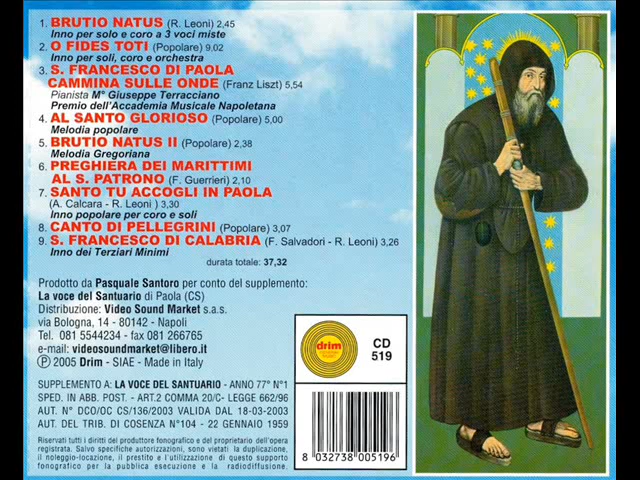 1. BRUTIO NATUS (R. Leoni) 2,45
Inno per solo e coro a 3 voci miste
2. O FIDES TOTI (Popolare) 9.02
Inno per soli, coro e orchestra
3. S. FRANCESCO DI PAOLA
CAMMINA SULLE ONDE (Franz Liszt) 5,54
Pianista M° Giuseppe Terracciano
Premio dell'Accademia Musicale Napoletana
4. AL SANTO GLORIOSO (Popolare) 5,00
Melodia popolare
5. BRUTIO NATUS II (Popolare) 2,38
Melodia Gregoriana
6. PREGHIERA DEI MARITTIMI
AL S. PATRONO (F. Guerrieri) 2,10
7. SANTO TU ACCOGLI IN PAOLA
(A. Calcara - R. Leoni ) 3,30
Inno popolare per coro e soli
8. CANTO DI PELLEGRINI (Popolare) 3,07
9. S. FRANCESCO DI CALABRIA (F. Salvadori - R. Leoni) 3,26
Inno dei Terziari Minimi
durata totale: 37,32
Prodotto da Pasquale Santoro per conto del supplemento:
La voce del Santuario di Paola (CS)
Distribuzione: Video Sound Market s.a.s.
via Bologna, 14 - 80142 - Napoli
Tel. 081 5544234 - fax 081 266765
e-mail: videosoundmarket@libero.it
Ⓟ 2005 Drim - SIAE - Made in Italy
drim
CD
519
SUPPLEMENTO A: LA VOCE DEL SANTUARIO - ANNO 77° N°1
SPED. IN ABB. POST. - ART.2 COMMA 20/C- LEGGE 662/96
AUT. N° DCO/OC CS/136/2003 VALIDA DAL 18-03-2003
AUT. DEL TRIB. DI COSENZA N°104 - 22 GENNAIO 1959
Riservati tutti i diritti del produttore fonografico e del proprietario dell'opera
registrata. Salvo specifiche autorizzazioni, sono vietati la duplicazione,
il noleggio-locazione, il prestito e l'utilizzazione di questo supporto
fonografico per la pubblica esecuzione e la radiodiffusione.
8 032738 005196